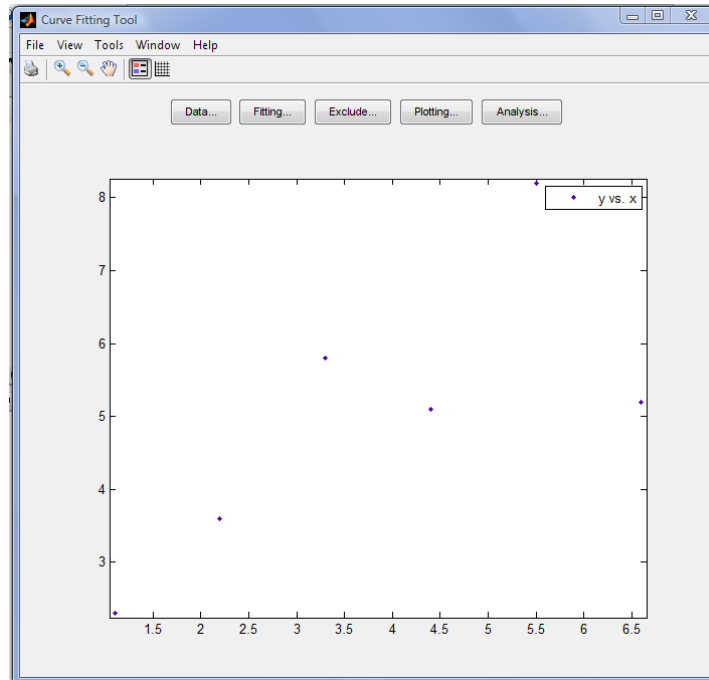 Curve Fitting Tool
File View Tools Window Help
Data... Fitting... Exclude... Plotting... Analysis...
y vs. x
8
7
6
5
4
3
1.5 2 2.5 3 3.5 4 4.5 5 5.5 6 6.5